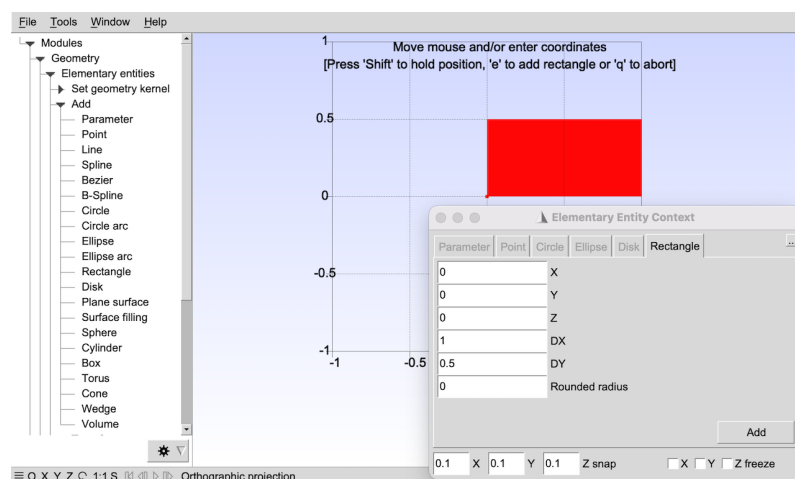 File Tools Window Help
Modules
Geometry
Elementary entities
Set geometry kernel
Add
Parameter
Point
Line
Spline
Bezier
B-Spline
Circle
Circle arc
Ellipse
Ellipse arc
Rectangle
Disk
Plane surface
Surface filling
Sphere
Cylinder
Box
Torus
Cone
Wedge
Volume
Move mouse and/or enter coordinates
[Press 'Shift' to hold position, 'e' to add rectangle or 'q' to abort]
1
0.5
0
-0.5
-1
-1 -0.5
Elementary Entity Context
Parameter Point Circle Ellipse Disk Rectangle ...
0 X
0 Y
0 Z
1 DX
0.5 DY
0 Rounded radius
Add
0.1 X 0.1 Y 0.1 Z snap X Y Z freeze
O X Y Z 1:1 S Orthographic projection